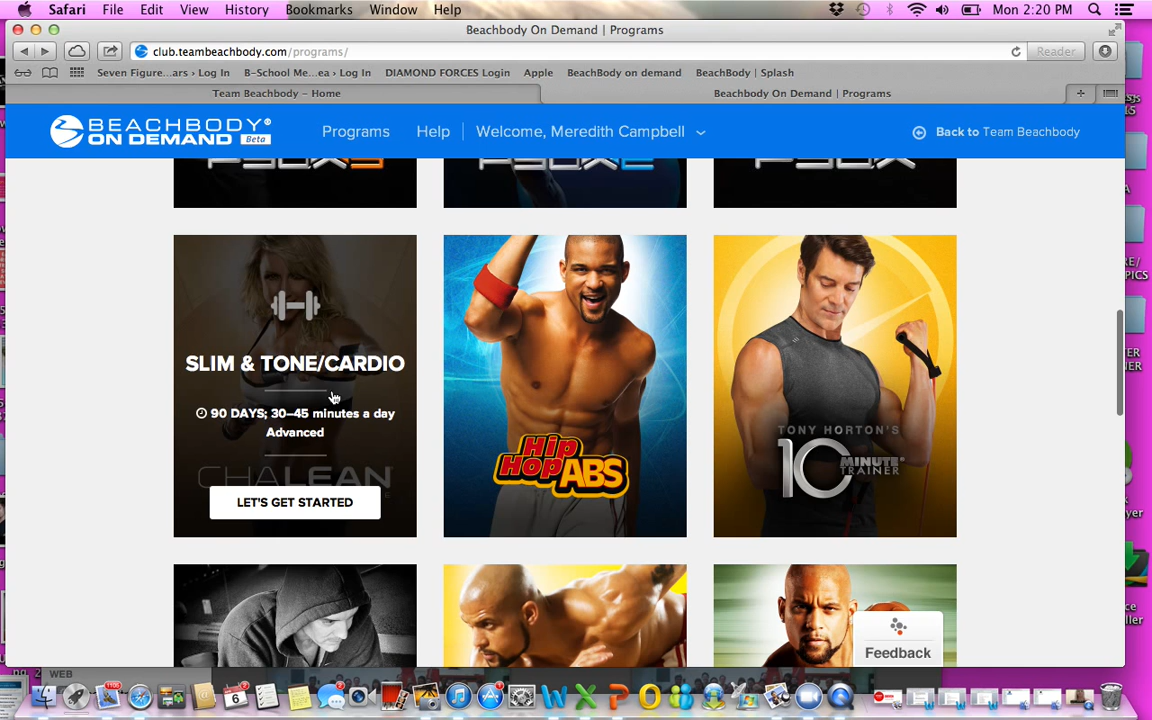 Safari File Edit View History Bookmarks Window Help Mon 2:20 PM
Beachbody On Demand | Programs
club.teambeachbody.com/programs/
Reader
Seven Figure...ars › Log In B-School Me...ea › Log In DIAMOND FORCES Login Apple BeachBody on demand BeachBody | Splash
Team Beachbody – Home Beachbody On Demand | Programs
BEACHBODY®
ON DEMAND Beta
Programs Help Welcome, Meredith Campbell Back to Team Beachbody
P90X3 P90X2 P90X
SLIM & TONE/CARDIO
90 DAYS; 30–45 minutes a day
Advanced
CHALEAN
LET'S GET STARTED
Hip
Hop ABS
TONY HORTON'S
10 MINUTE
TRAINER
Feedback
WEB